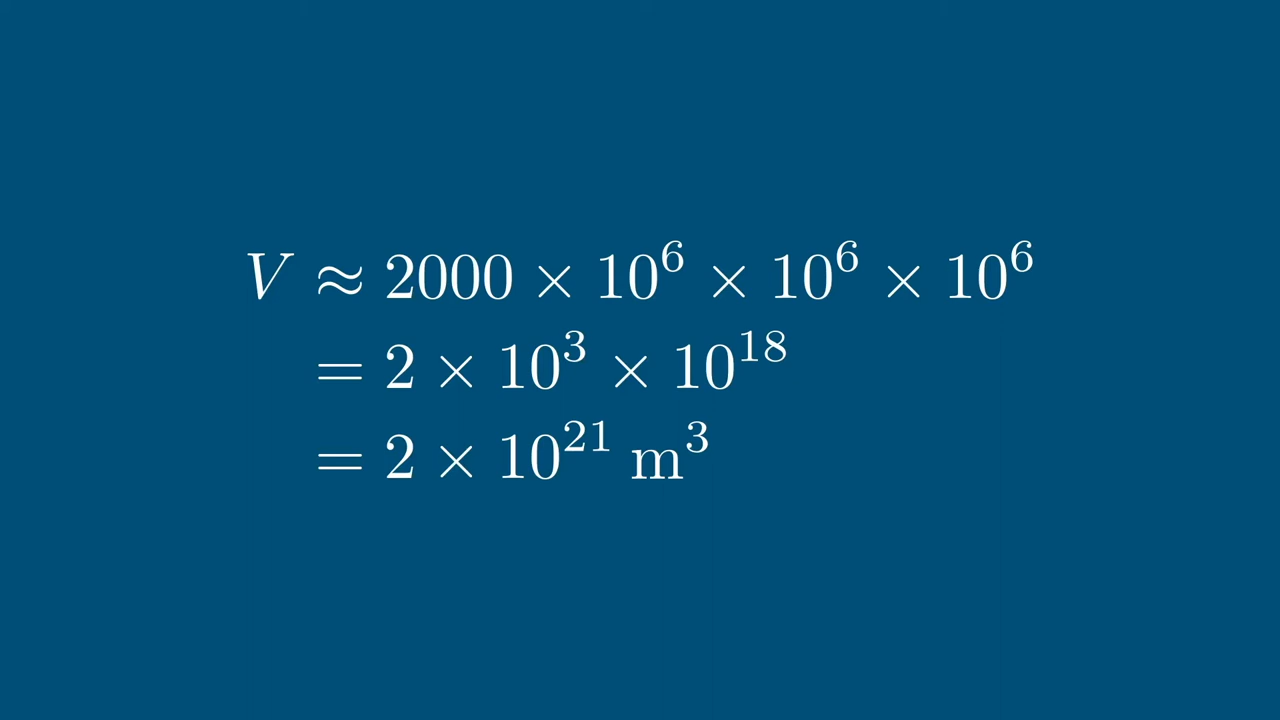 V ≈ 2000 × 10⁶ × 10⁶ × 10⁶
= 2 × 10³ × 10¹⁸
= 2 × 10²¹ m³